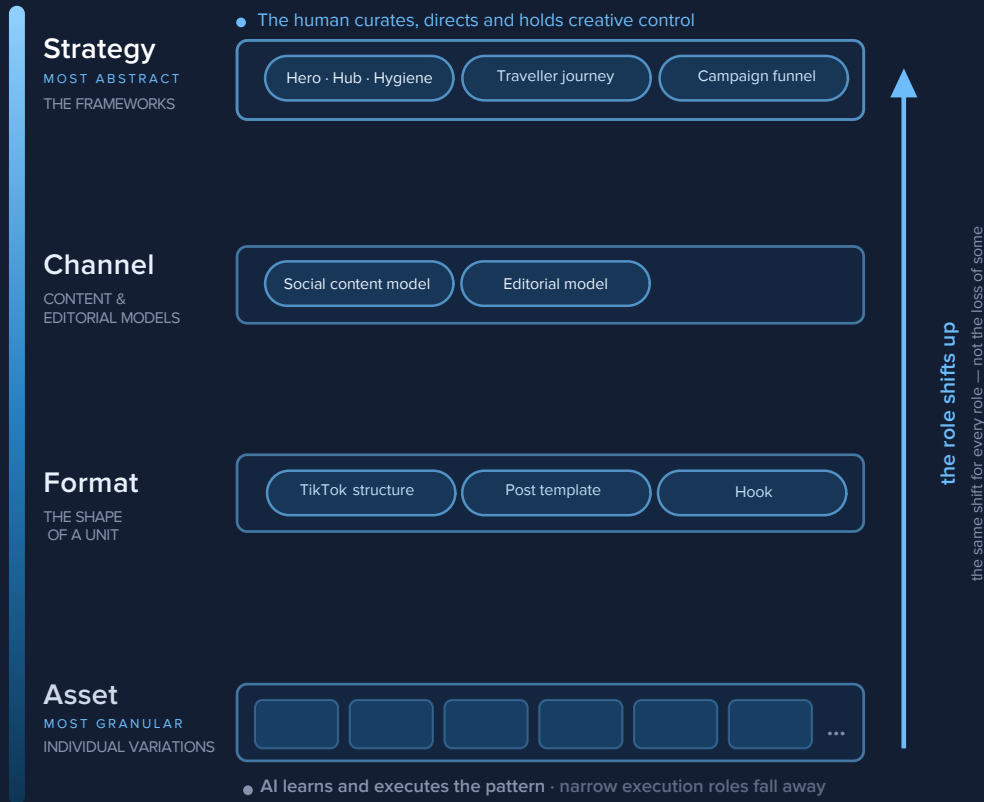 The human curates, directs and holds creative control
Strategy
MOST ABSTRACT
THE FRAMEWORKS
Hero · Hub · Hygiene
Traveller journey
Campaign funnel
Channel
CONTENT &
EDITORIAL MODELS
Social content model
Editorial model
Format
THE SHAPE
OF A UNIT
TikTok structure
Post template
Hook
Asset
MOST GRANULAR
INDIVIDUAL VARIATIONS
...
AI learns and executes the pattern · narrow execution roles fall away
the role shifts up
the same shift for every role — not the loss of some